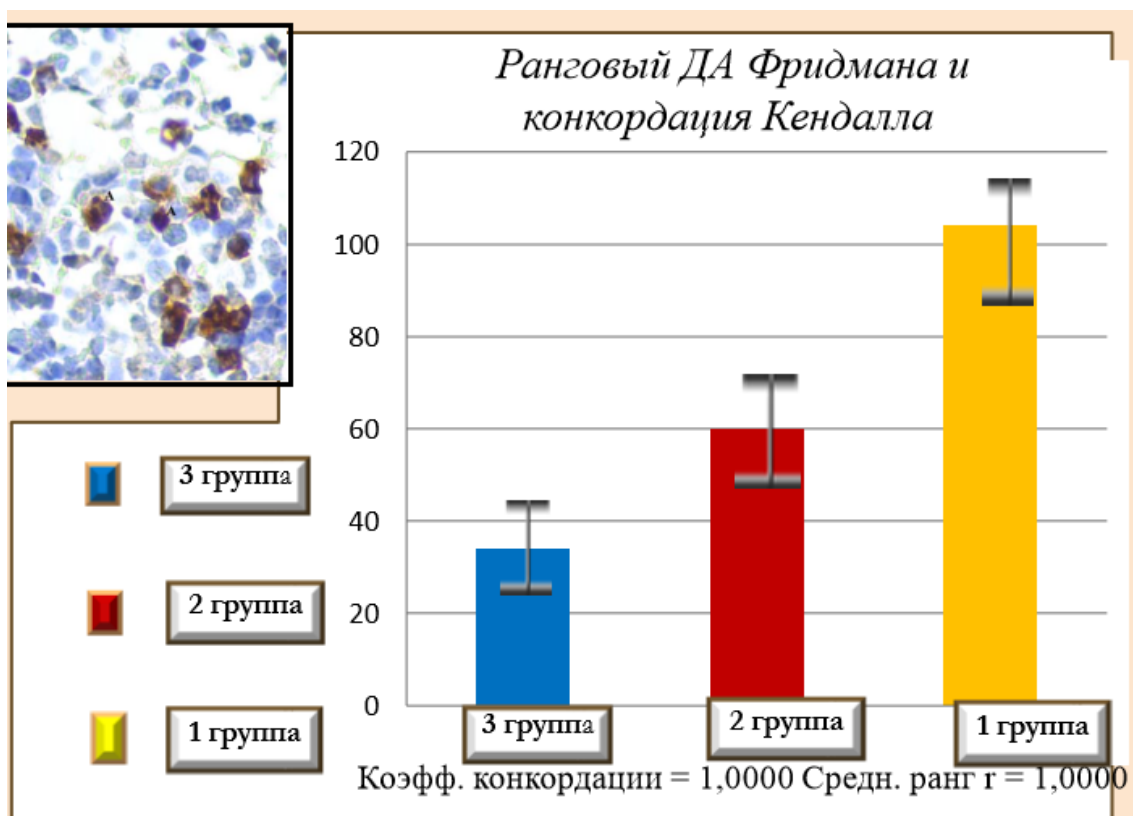 Ранговый ДА Фридмана и
конкордация Кендалла
A
A
120
100
80
60
40
20
0
3 группа
2 группа
1 группа
3 группа
2 группа
1 группа
Коэфф. конкордации = 1,0000 Средн. ранг r = 1,0000